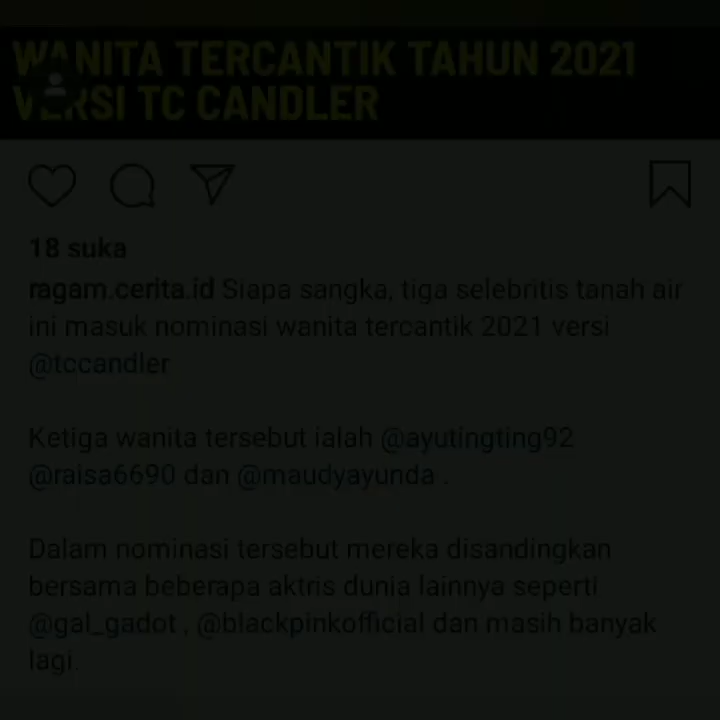 WANITA TERCANTIK TAHUN 2021
VERSI TC CANDLER
18 suka
ragam.cerita.id Siapa sangka, tiga selebritis tanah air
ini masuk nominasi wanita tercantik 2021 versi
@tccandler
Ketiga wanita tersebut ialah @ayutingting92
@raisa6690 dan @maudyayunda .
Dalam nominasi tersebut mereka disandingkan
bersama beberapa aktris dunia lainnya seperti
@gal_gadot , @blackpinkofficial dan masih banyak
lagi.